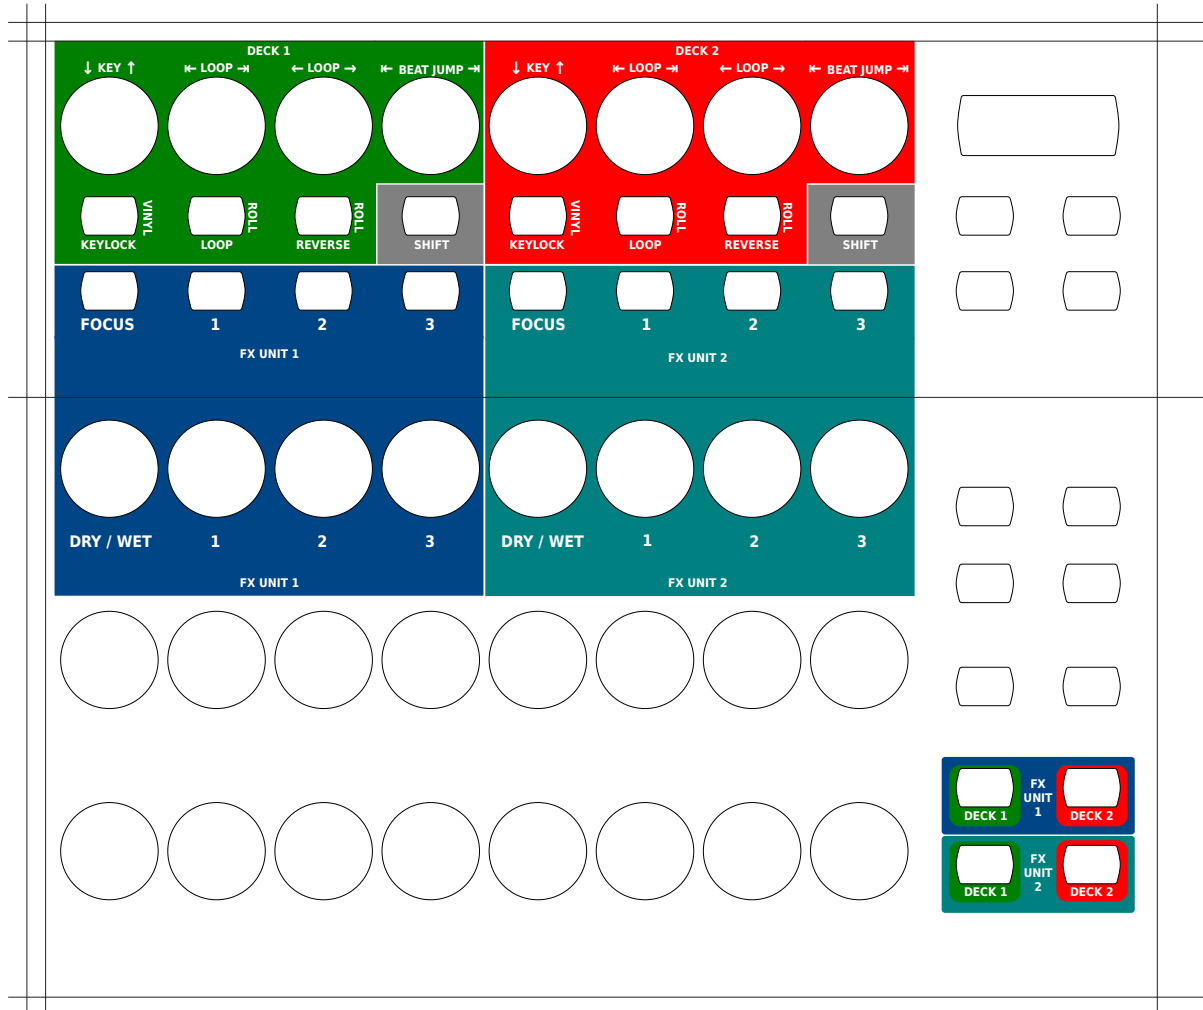 DECK 1
DECK 2
↓ KEY ↑
⇤ LOOP ⇥
← LOOP →
⇤ BEAT JUMP ⇥
↓ KEY ↑
⇤ LOOP ⇥
← LOOP →
⇤ BEAT JUMP ⇥
VINYL
ROLL
ROLL
VINYL
ROLL
ROLL
KEYLOCK
LOOP
REVERSE
SHIFT
KEYLOCK
LOOP
REVERSE
SHIFT
FOCUS
1
2
3
FOCUS
1
2
3
FX UNIT 1
FX UNIT 2
DRY / WET
1
2
3
DRY / WET
1
2
3
FX UNIT 1
FX UNIT 2
FX
UNIT
1
DECK 1
DECK 2
FX
UNIT
2
DECK 1
DECK 2